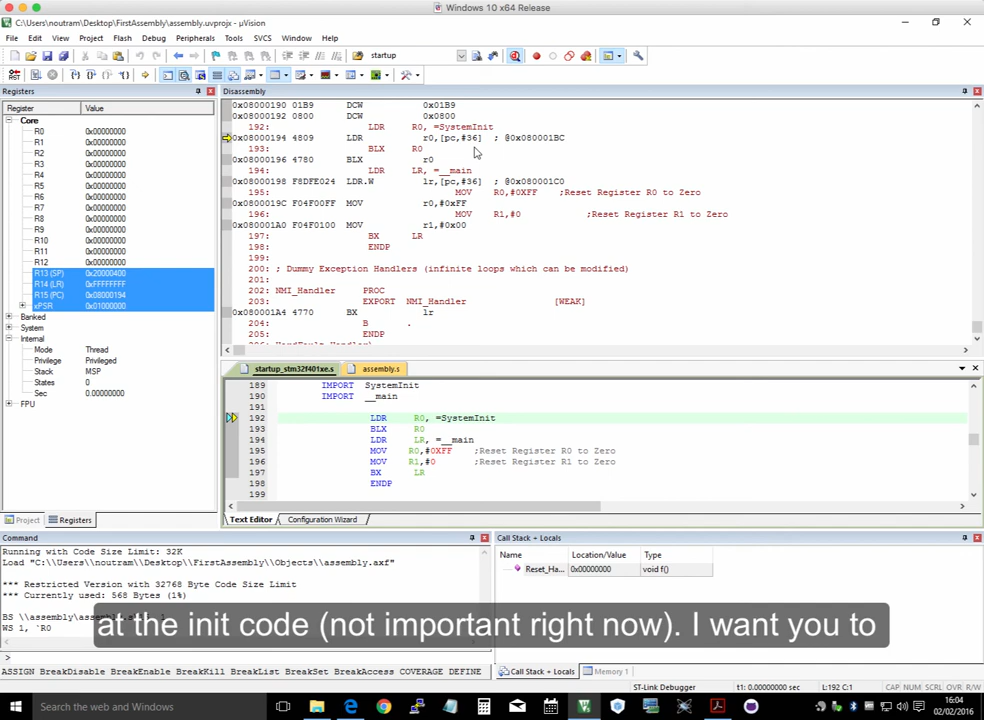 Windows 10 x64 Release
C:\Users\noutram\Desktop\FirstAssembly\assembly.uvprojx - µVision
File Edit View Project Flash Debug Peripherals Tools SVCS Window Help
startup
Registers
Register Value
Core
R0 0x00000000
R1 0x00000000
R2 0x00000000
R3 0x00000000
R4 0x00000000
R5 0x00000000
R6 0x00000000
R7 0x00000000
R8 0x00000000
R9 0x00000000
R10 0x00000000
R11 0x00000000
R12 0x00000000
R13 (SP) 0x20000400
R14 (LR) 0xFFFFFFFF
R15 (PC) 0x08000194
xPSR 0x01000000
Banked
System
Internal
Mode Thread
Privilege Privileged
Stack MSP
States 0
Sec 0.00000000
FPU
Project Registers
Disassembly
0x08000190 01B9 DCW 0x01B9
0x08000192 0800 DCW 0x0800
192: LDR R0, =SystemInit
0x08000194 4809 LDR r0,[pc,#36] ; @0x080001BC
193: BLX R0
0x08000196 4780 BLX r0
194: LDR LR, =__main
0x08000198 F8DFE024 LDR.W lr,[pc,#36] ; @0x080001C0
195: MOV R0,#0XFF ;Reset Register R0 to Zero
0x0800019C F04F00FF MOV r0,#0xFF
196: MOV R1,#0 ;Reset Register R1 to Zero
0x080001A0 F04F0100 MOV r1,#0x00
197: BX LR
198: ENDP
199:
200: ; Dummy Exception Handlers (infinite loops which can be modified)
201:
202: NMI_Handler PROC
203: EXPORT NMI_Handler [WEAK]
0x080001A4 4770 BX lr
204: B .
205: ENDP
startup_stm32f401xe.s assembly.s
189 IMPORT SystemInit
190 IMPORT __main
191
192 LDR R0, =SystemInit
193 BLX R0
194 LDR LR, =__main
195 MOV R0,#0XFF ;Reset Register R0 to Zero
196 MOV R1,#0 ;Reset Register R1 to Zero
197 BX LR
198 ENDP
199
Text Editor Configuration Wizard
Command
Running with Code Size Limit: 32K
Load "C:\\Users\\noutram\\Desktop\\FirstAssembly\\Objects\\assembly.axf"
*** Restricted Version with 32768 Byte Code Size Limit
*** Currently used: 568 Bytes (1%)
WS 1, `R0
>
ASSIGN BreakDisable BreakEnable BreakKill BreakList BreakSet BreakAccess COVERAGE DEFINE
Call Stack + Locals
Name Location/Value Type
Reset_Ha... 0x00000000 void f()
Call Stack + Locals Memory 1
at the init code (not important right now). I want you to
ST-Link Debugger t1: 0.00000000 sec L:192 C:1 CAP NUM SCRL OVR R/W
Search the web and Windows
16:04
02/02/2016